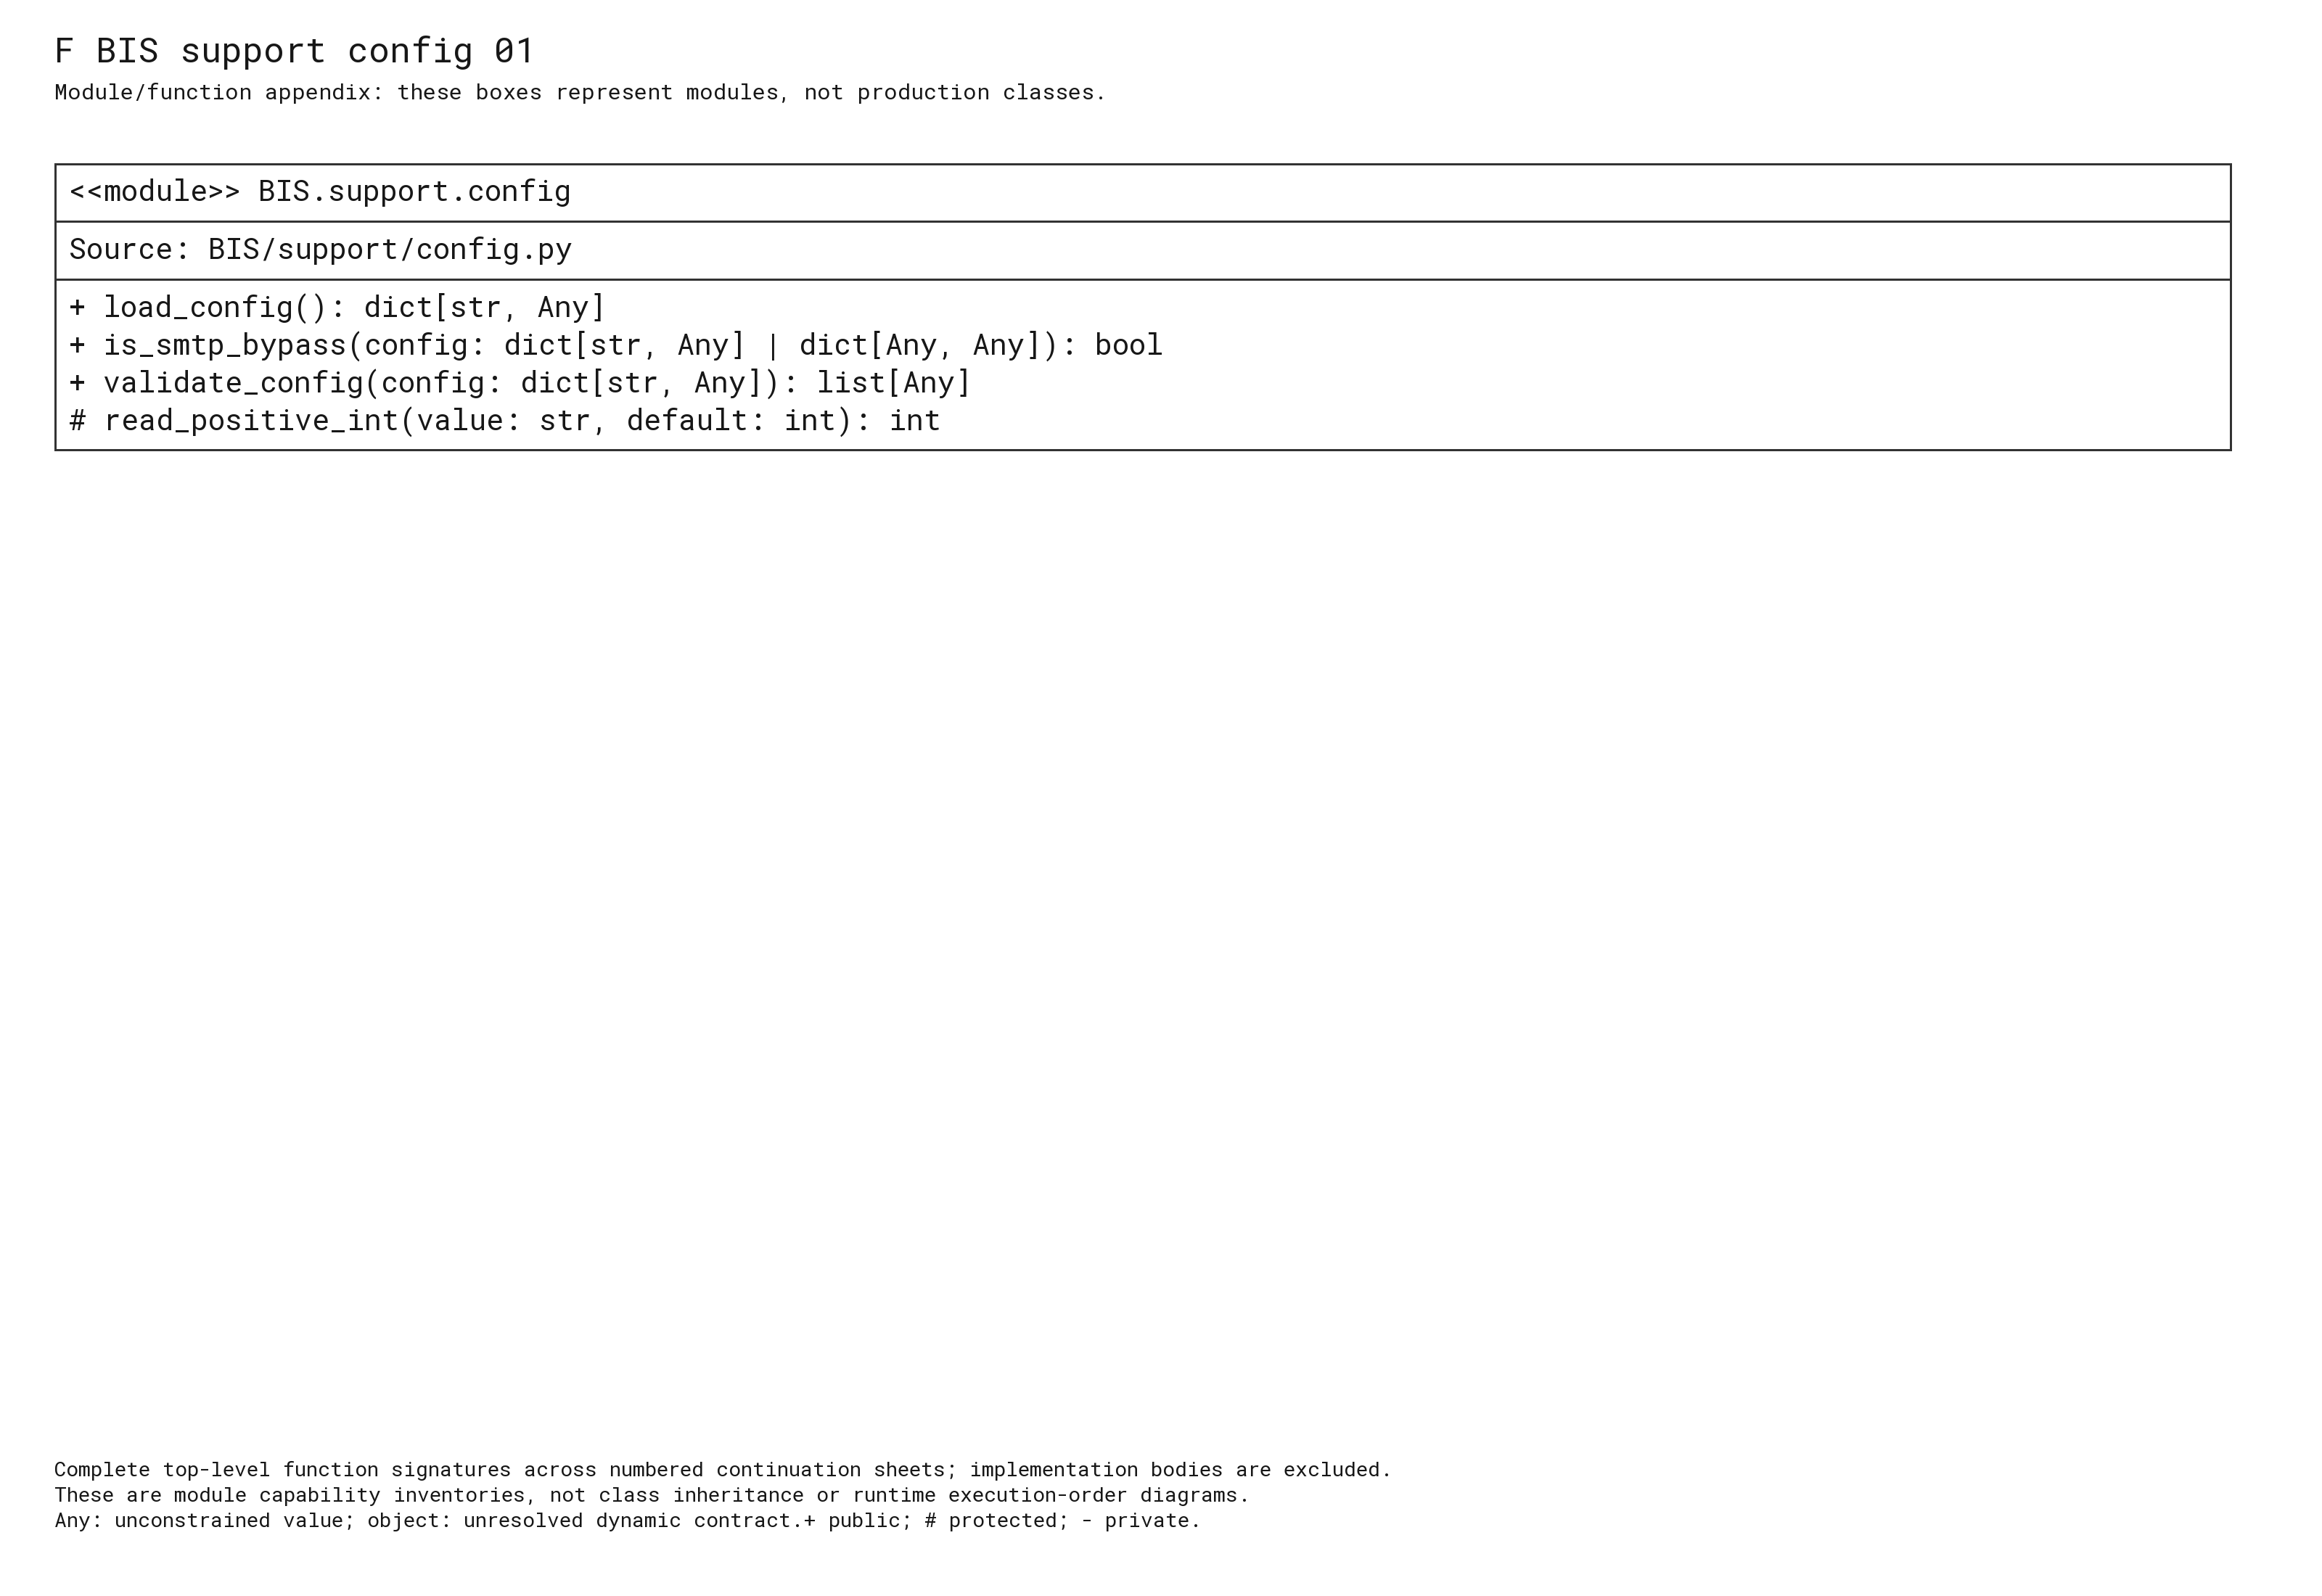 F BIS support config 01
Module/function appendix: these boxes represent modules, not production classes.
<<module>> BIS.support.config
Source: BIS/support/config.py
+ load_config(): dict[str, Any]
+ is_smtp_bypass(config: dict[str, Any] | dict[Any, Any]): bool
+ validate_config(config: dict[str, Any]): list[Any]
# read_positive_int(value: str, default: int): int
Complete top-level function signatures across numbered continuation sheets; implementation bodies are excluded.
These are module capability inventories, not class inheritance or runtime execution-order diagrams.
Any: unconstrained value; object: unresolved dynamic contract.+ public; # protected; - private.